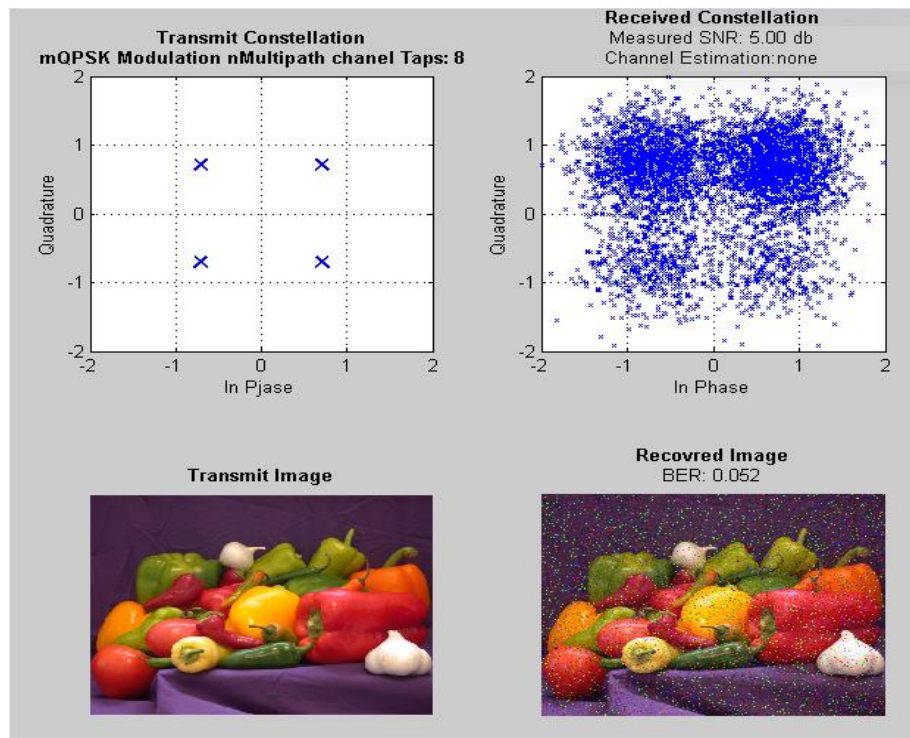 Transmit Constellation
mQPSK Modulation nMultipath chanel Taps: 8
2
1
0
-1
-2
-2
-1
0
1
2
Quadrature
In Pjase
Received Constellation
Measured SNR: 5.00 db
Channel Estimation:none
2
1
0
-1
-2
-2
-1
0
1
2
Quadrature
In Phase
Transmit Image
Recovred Image
BER: 0.052